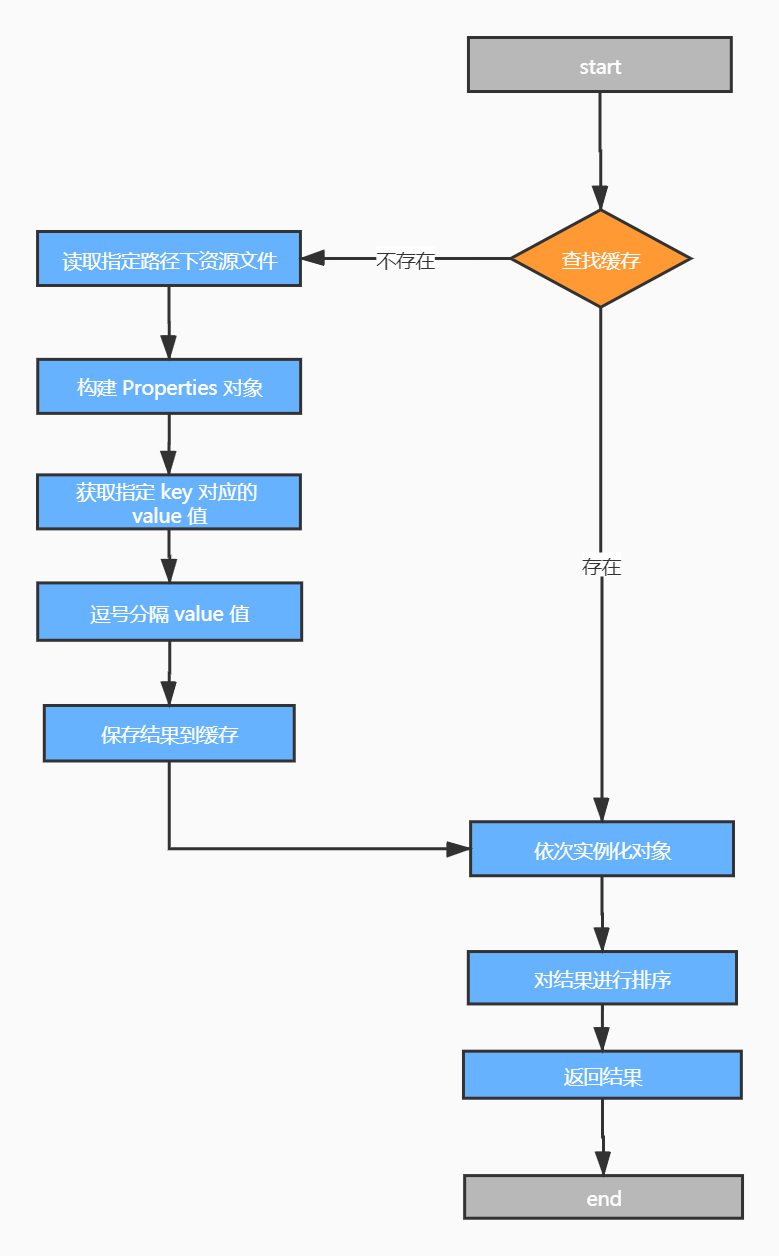 start
查找缓存
不存在
读取指定路径下资源文件
构建 Properties 对象
获取指定 key 对应的
value 值
逗号分隔 value 值
保存结果到缓存
存在
依次实例化对象
对结果进行排序
返回结果
end